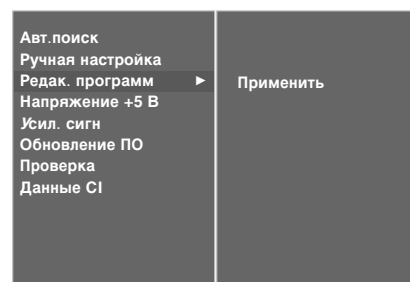 Авт.поиск
Ручная настройка
Редак. программ ►
Напряжение +5 В
Усил. сигн
Обновление ПО
Проверка
Данные CI
Применить